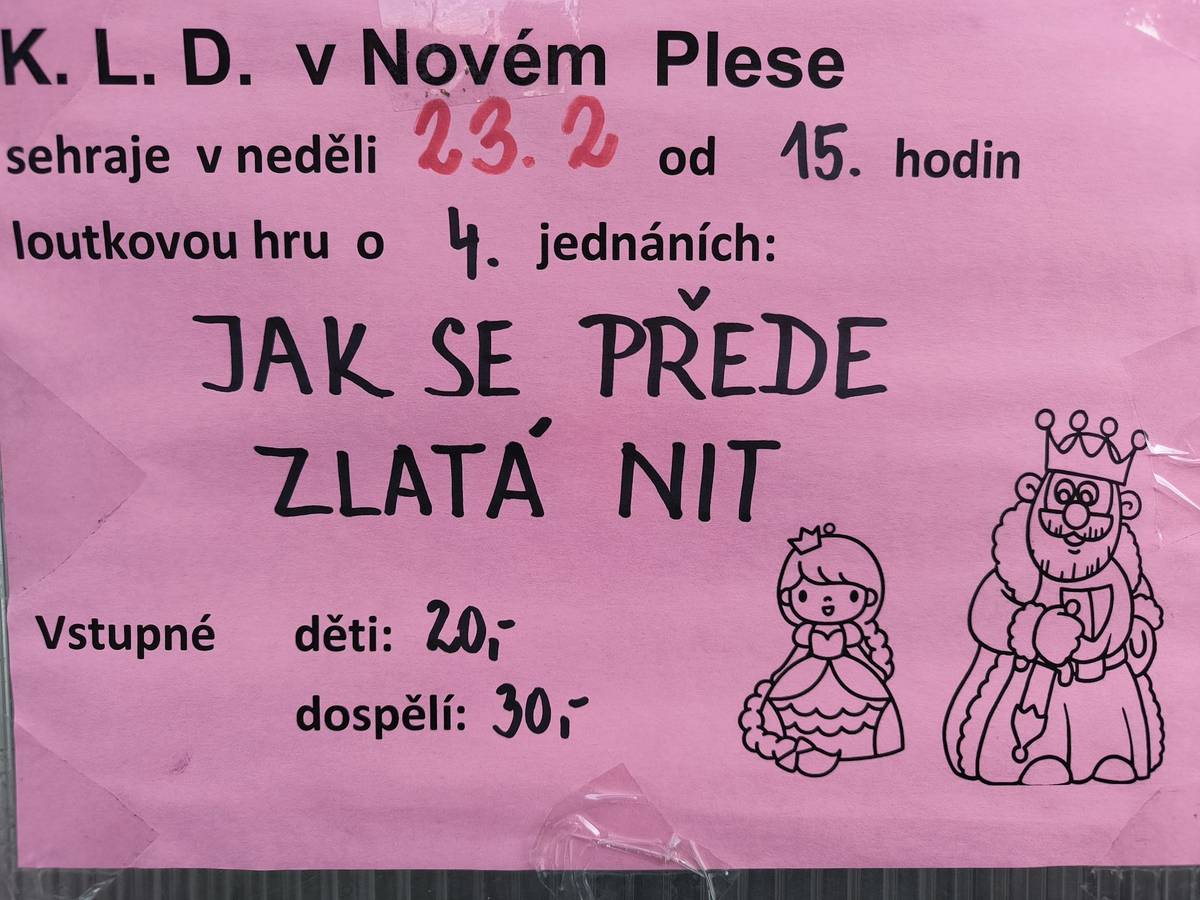 K. L. D. v Novém Plese
sehraje v neděli 23. 2 od 15. hodin
loutkovou hru o 4. jednáních:
JAK SE PŘEDE
ZLATÁ NIT
Vstupné děti: 20,-
dospělí: 30,-